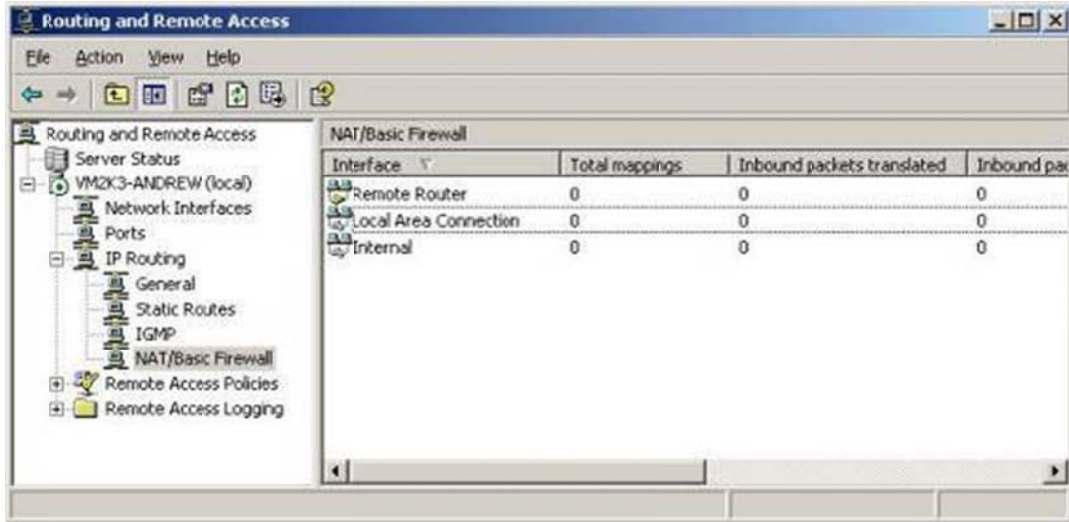 Routing and Remote Access
File Action View Help
Routing and Remote Access
Server Status
VM2K3-ANDREW (local)
Network Interfaces
Ports
IP Routing
General
Static Routes
IGMP
NAT/Basic Firewall
Remote Access Policies
Remote Access Logging
NAT/Basic Firewall
Interface Total mappings Inbound packets translated Inbound pac
Remote Router 0 0 0
Local Area Connection 0 0 0
Internal 0 0 0